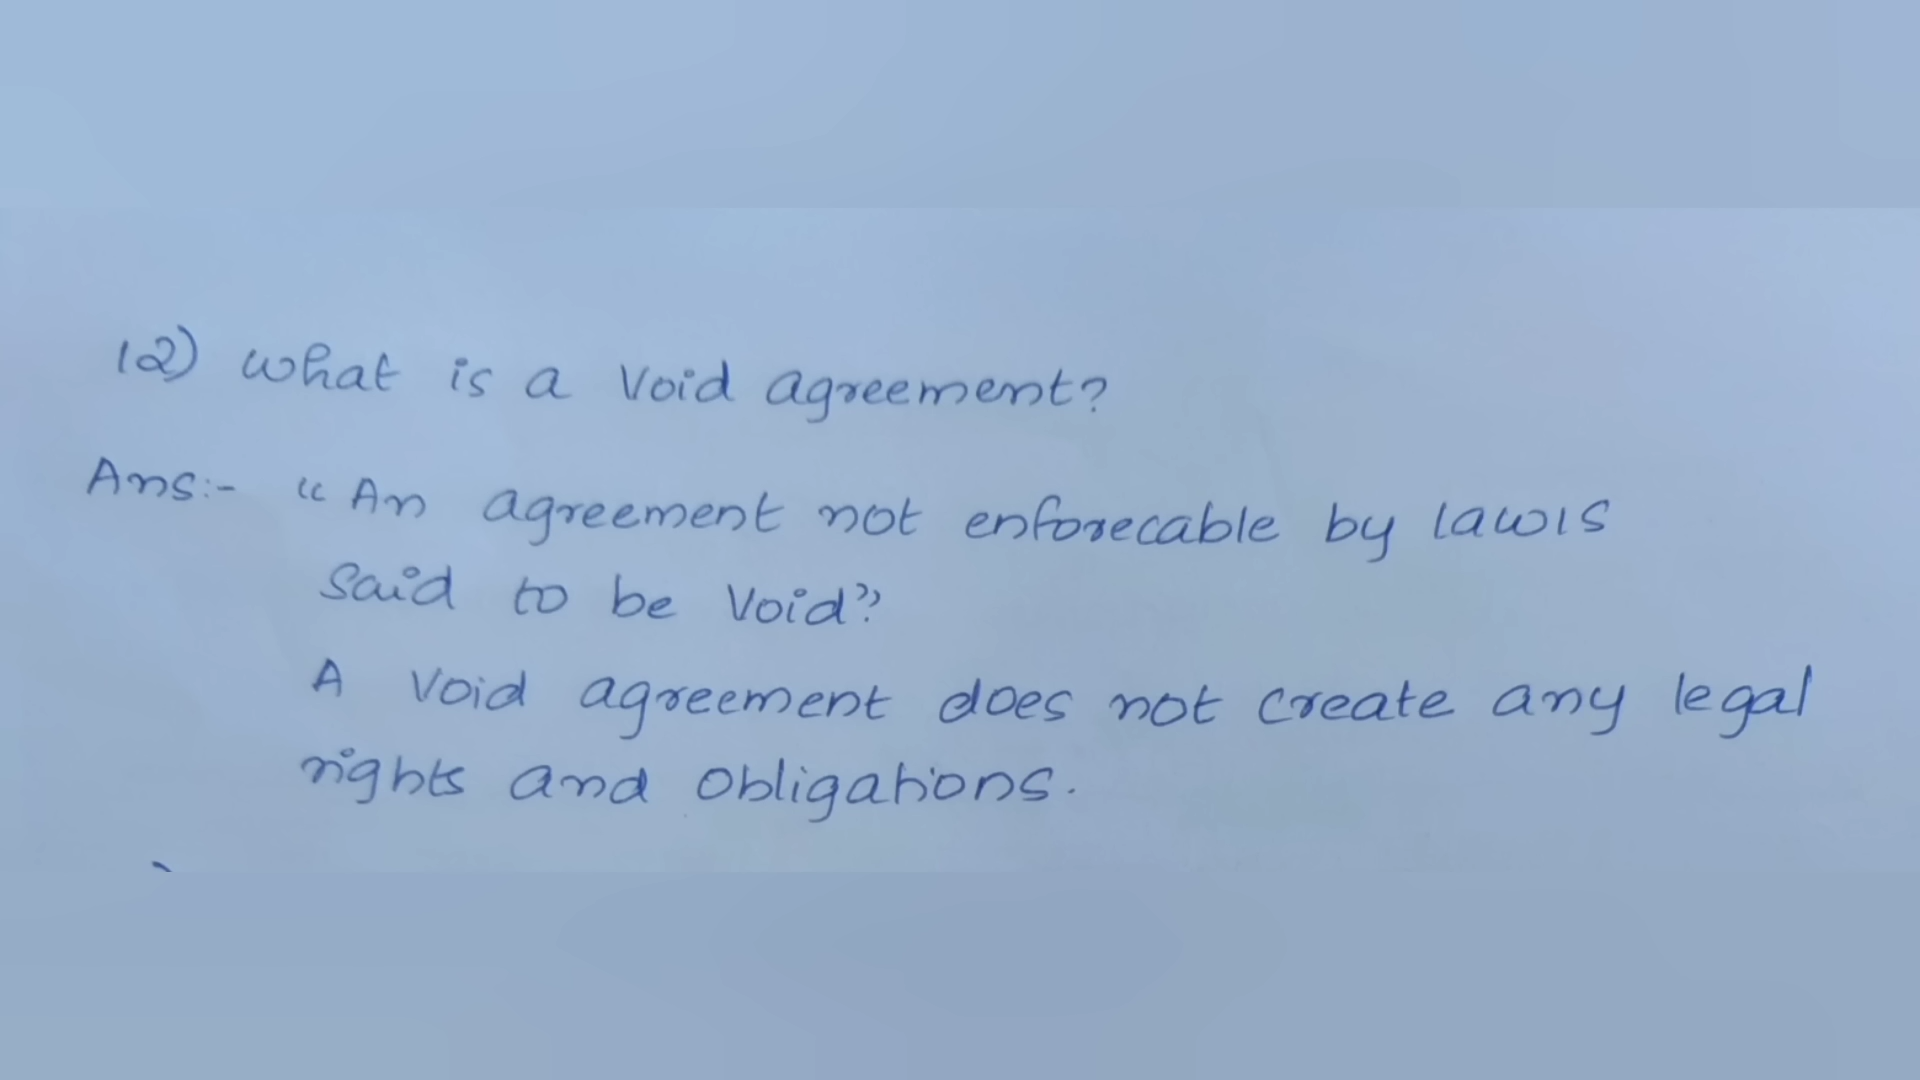 12) What is a Void agreement?
Ans:- "An agreement not enforecable by lawis
Said to be Void".
A Void agreement does not create any legal
rights and obligations.